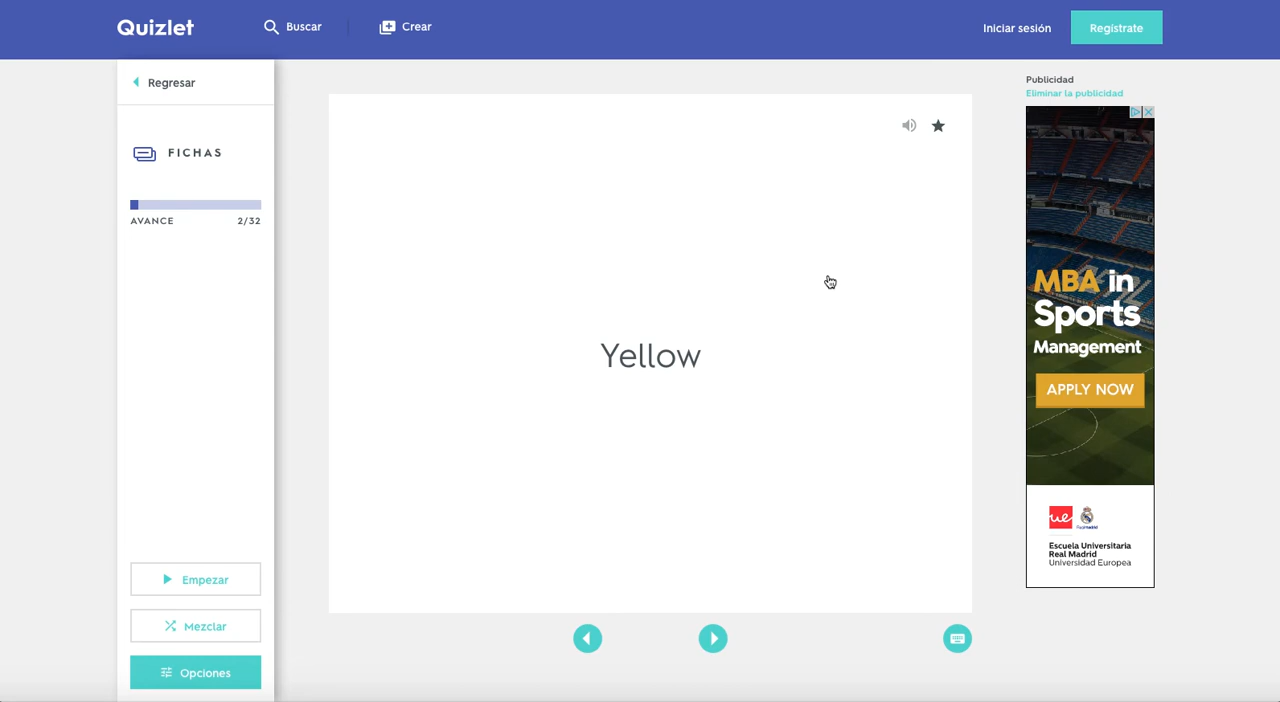 Quizlet
Buscar
Crear
Iniciar sesión
Regístrate
Regresar
FICHAS
AVANCE 2/32
Empezar
Mezclar
Opciones
Yellow
Publicidad
Eliminar la publicidad
MBA in
Sports
Management
APPLY NOW
ue
Escuela Universitaria
Real Madrid
Universidad Europea